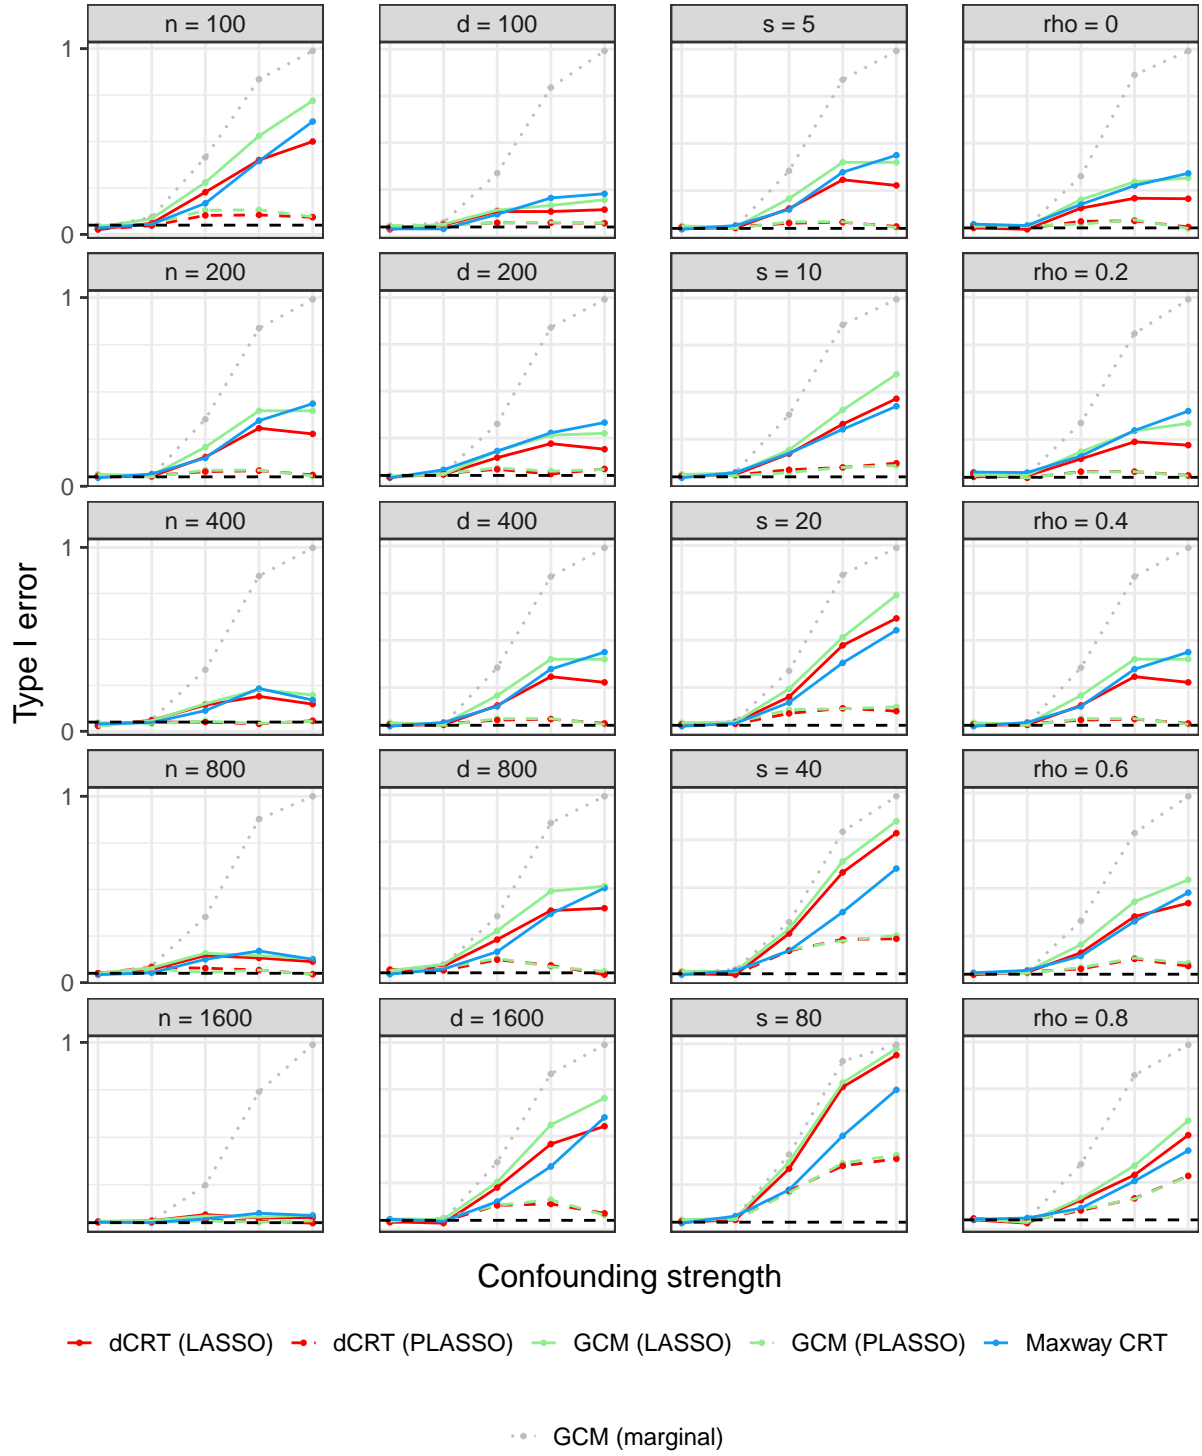 n = 100
d = 100
s = 5
rho = 0
1
0
n = 200
d = 200
s = 10
rho = 0.2
1
0
n = 400
d = 400
s = 20
rho = 0.4
1
0
n = 800
d = 800
s = 40
rho = 0.6
1
0
n = 1600
d = 1600
s = 80
rho = 0.8
1
Type I error
Confounding strength
dCRT (LASSO)
dCRT (PLASSO)
GCM (LASSO)
GCM (PLASSO)
Maxway CRT
GCM (marginal)